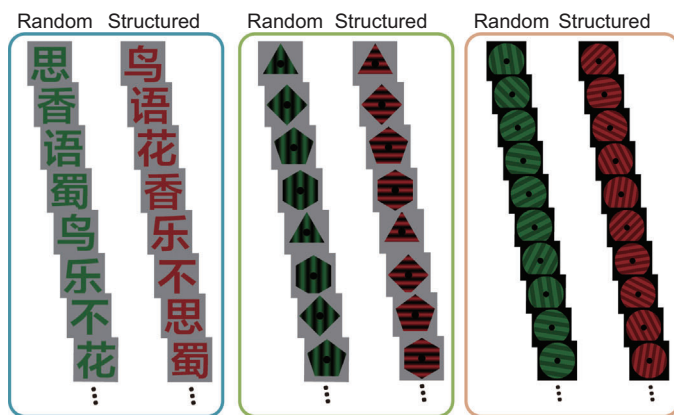 Random Structured
Random Structured
Random Structured
思
香
语
蜀
鸟
乐
不
花
鸟
语
花
香
乐
不
思
蜀